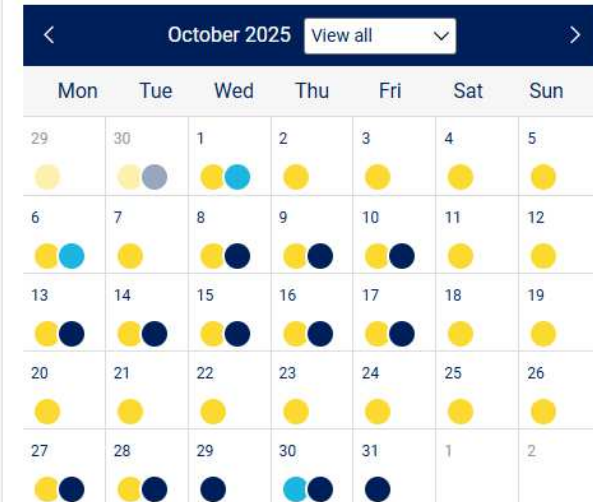 October 2025 View all
Mon Tue Wed Thu Fri Sat Sun
29 30 1 2 3 4 5
6 7 8 9 10 11 12
13 14 15 16 17 18 19
20 21 22 23 24 25 26
27 28 29 30 31 1 2